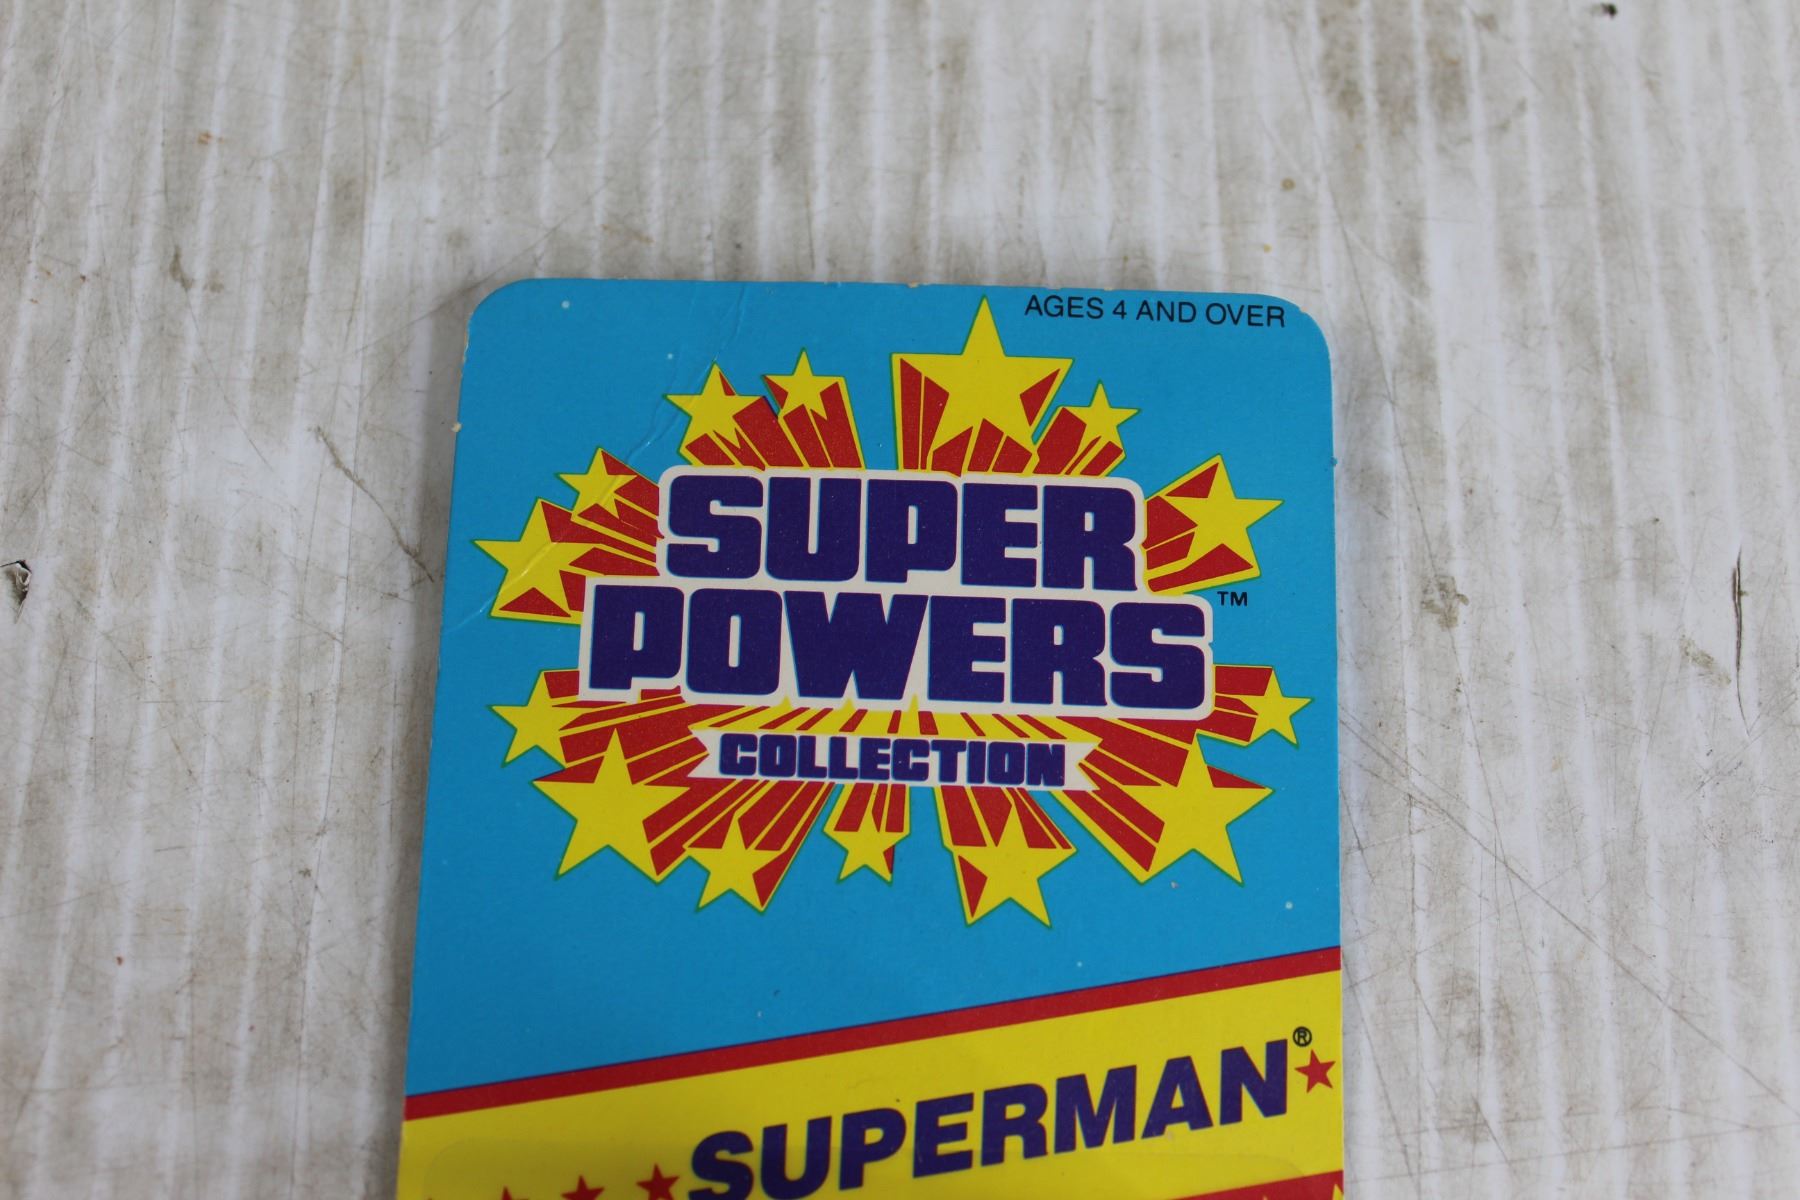 AGES 4 AND OVER
SUPER
POWERS™
COLLECTION
SUPERMAN®